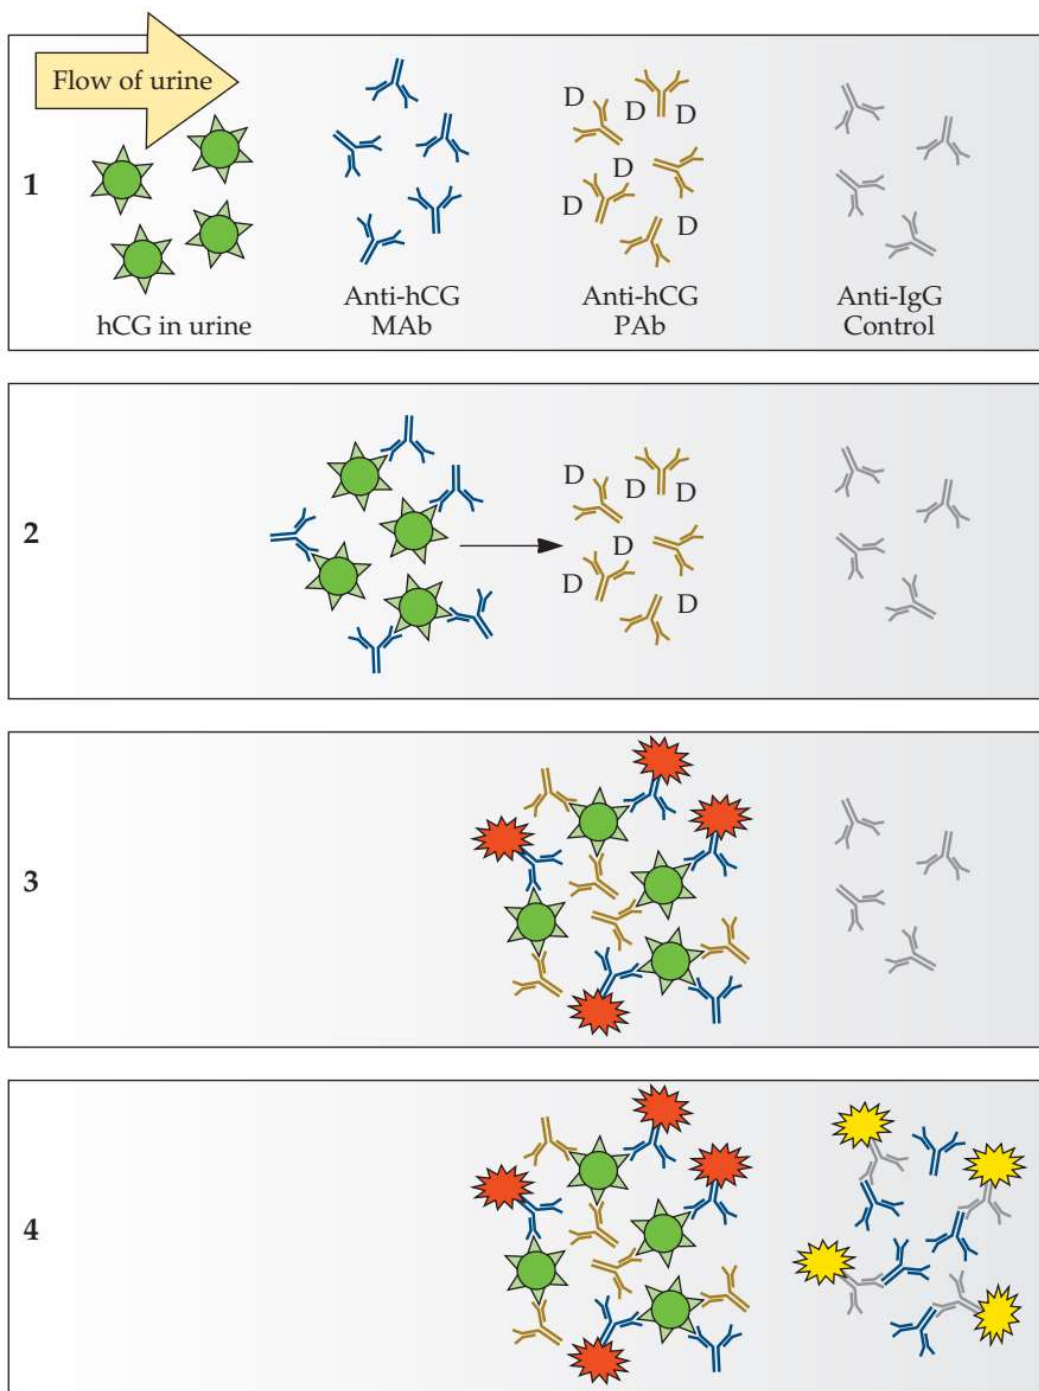 Flow of urine
1
D
D
D
D
D
D
hCG in urine
Anti-hCG
MAb
Anti-hCG
PAb
Anti-IgG
Control
2
D
D
D
D
D
D
3
4